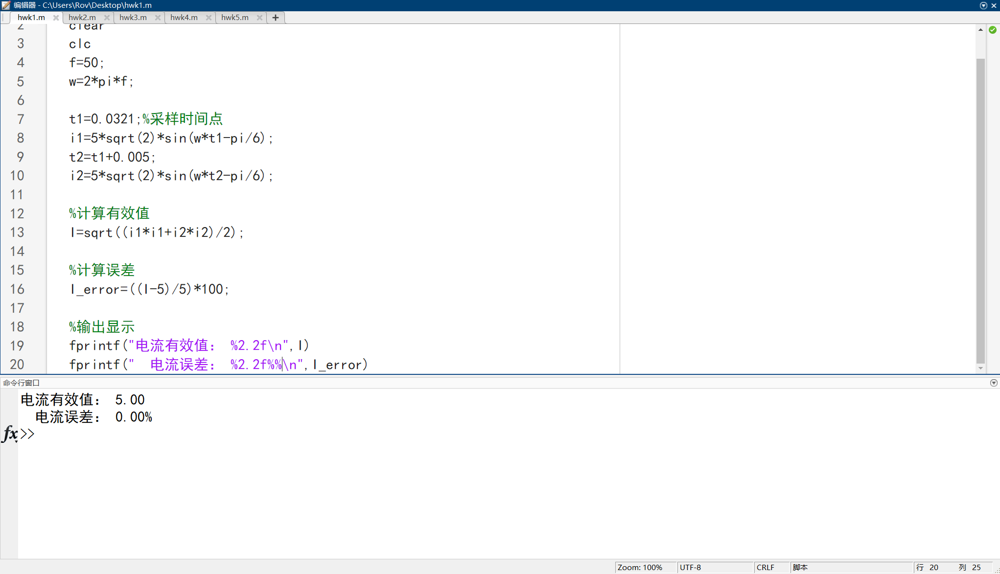 编辑器 - C:\Users\Rov\Desktop\hwk1.m
hwk1.m hwk2.m hwk3.m hwk4.m hwk5.m +
2 clear
3 clc
4 f=50;
5 w=2*pi*f;
6
7 t1=0.0321;%采样时间点
8 i1=5*sqrt(2)*sin(w*t1-pi/6);
9 t2=t1+0.005;
10 i2=5*sqrt(2)*sin(w*t2-pi/6);
11
12 %计算有效值
13 I=sqrt((i1*i1+i2*i2)/2);
14
15 %计算误差
16 I_error=((I-5)/5)*100;
17
18 %输出显示
19 fprintf("电流有效值： %2.2f\n",I)
20 fprintf("  电流误差： %2.2f%%\n",I_error)
命令行窗口
电流有效值： 5.00
电流误差： 0.00%
fx >>
Zoom: 100% UTF-8 CRLF 脚本 行 20 列 25